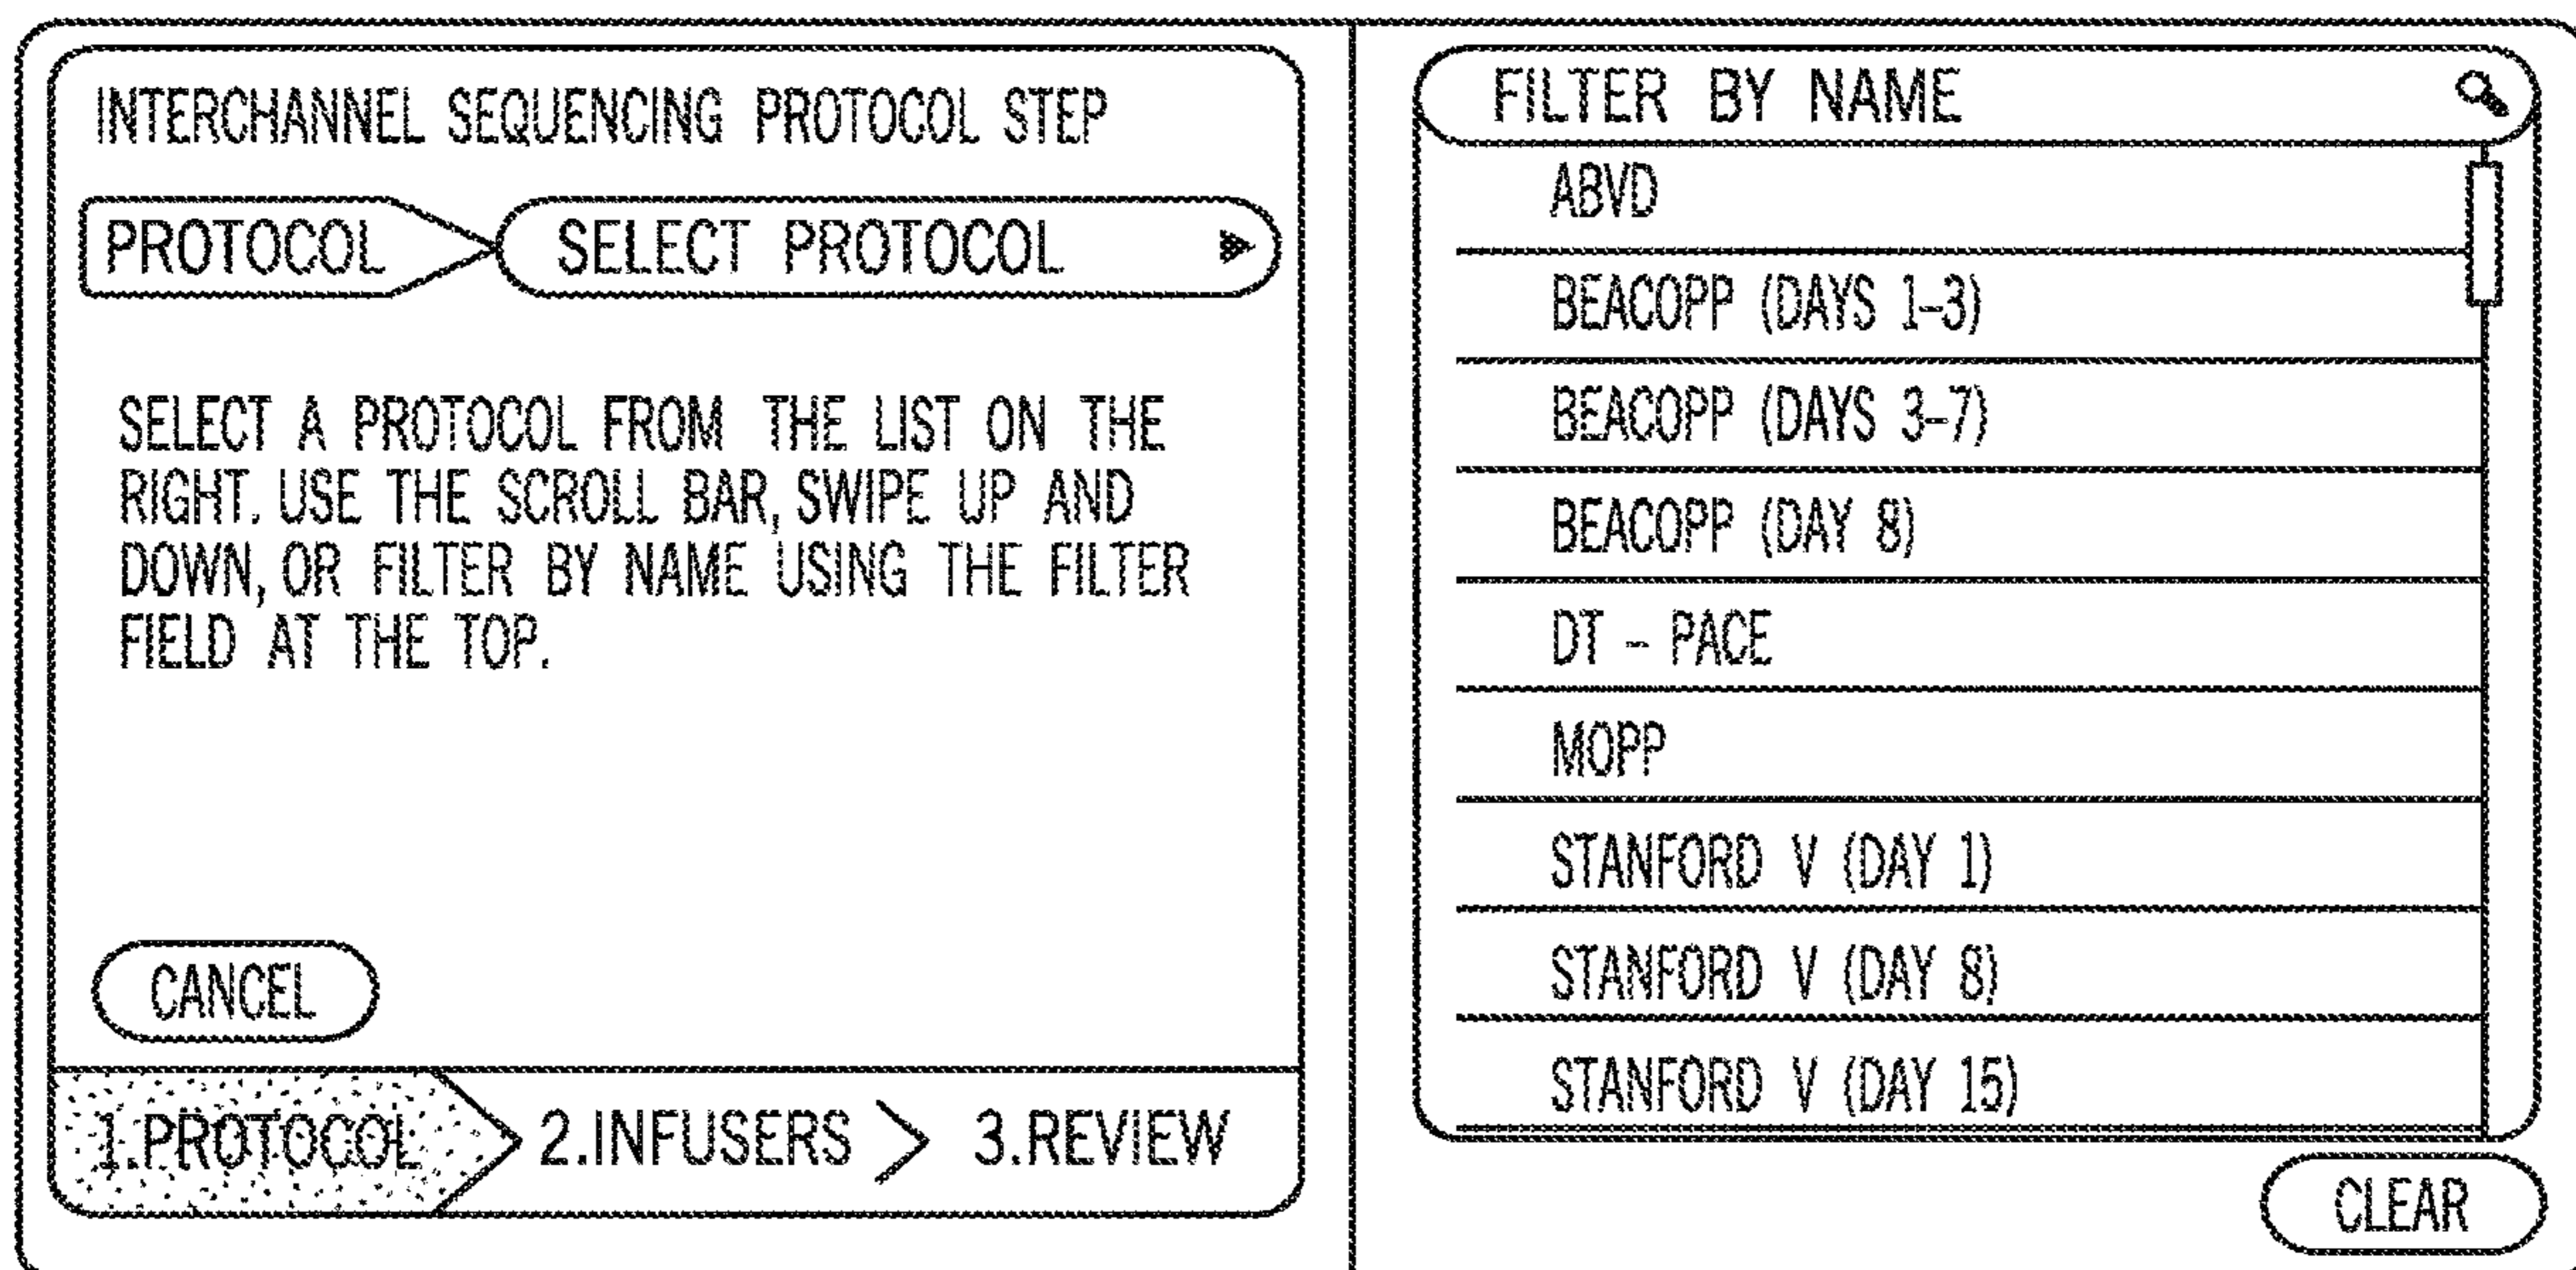 INTERCHANNEL SEQUENCING PROTOCOL STEP
PROTOCOL
SELECT PROTOCOL
SELECT A PROTOCOL FROM THE LIST ON THE
RIGHT. USE THE SCROLL BAR, SWIPE UP AND
DOWN, OR FILTER BY NAME USING THE FILTER
FIELD AT THE TOP.
CANCEL
1.PROTOCOL
2.INFUSERS
3.REVIEW
FILTER BY NAME
ABVD
BEACOPP (DAYS 1-3)
BEACOPP (DAYS 3-7)
BEACOPP (DAY 8)
DT - PACE
MOPP
STANFORD V (DAY 1)
STANFORD V (DAY 8)
STANFORD V (DAY 15)
CLEAR